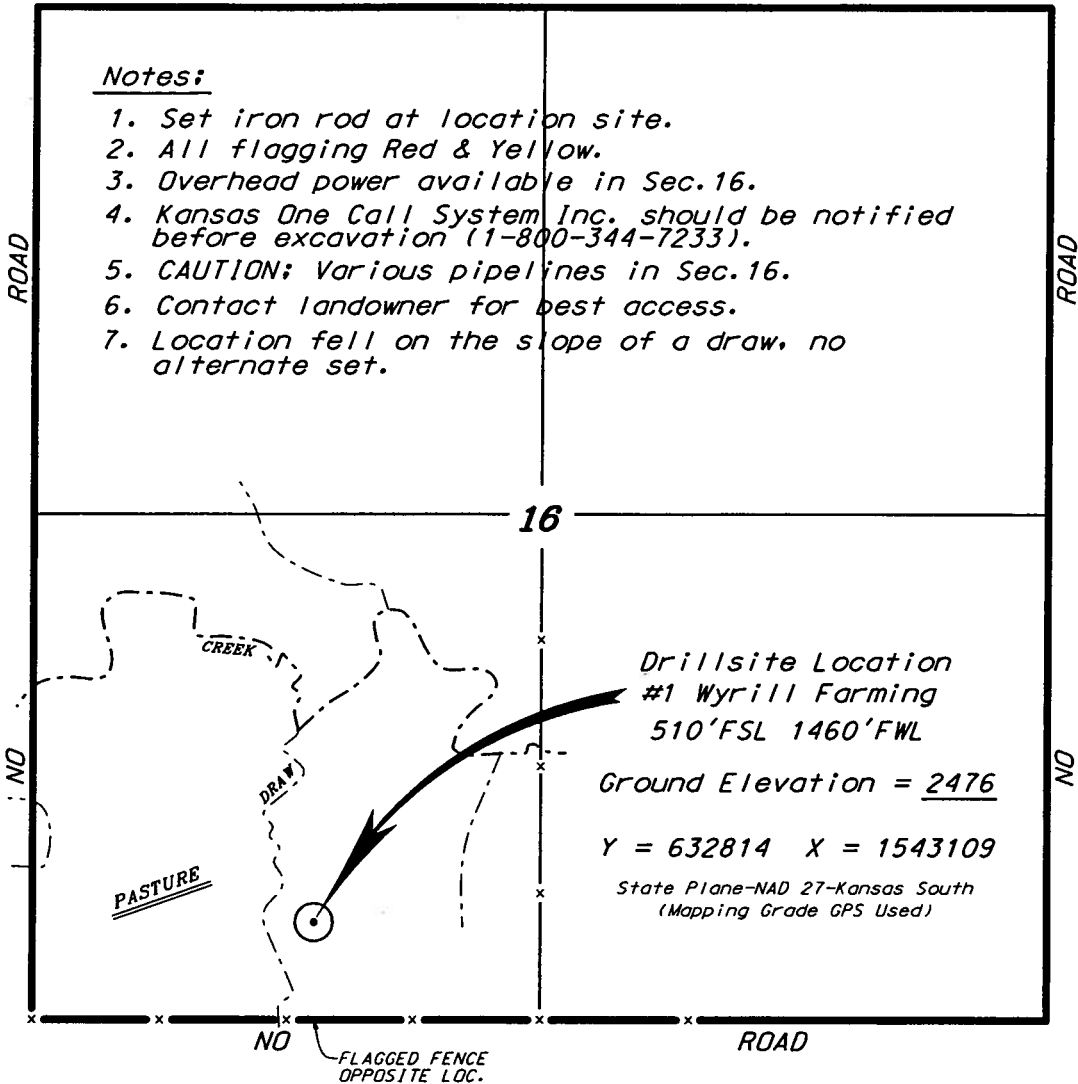 Notes:
1. Set iron rod at location site.
2. All flagging Red & Yellow.
3. Overhead power available in Sec.16.
4. Kansas One Call System Inc. should be notified
before excavation (1-800-344-7233).
5. CAUTION: Various pipelines in Sec.16.
6. Contact landowner for best access.
7. Location fell on the slope of a draw, no
alternate set.
ROAD
ROAD
16
CREEK
Drillsite Location
#1 Wyrill Farming
510'FSL 1460'FWL
NO
DRAW
Ground Elevation = 2476
NO
Y = 632814 X = 1543109
PASTURE
State Plane-NAD 27-Kansas South
(Mapping Grade GPS Used)
NO
ROAD
FLAGGED FENCE
OPPOSITE LOC.